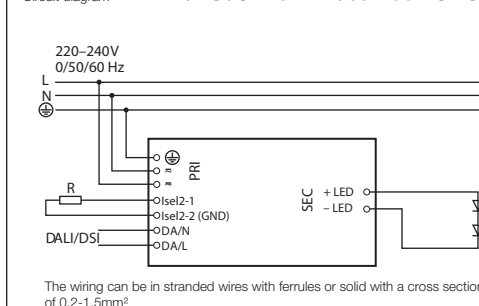 220–240V
0/50/60 Hz
L
N
PRI
R
Isel2-1
Isel2-2 (GND)
DALI/DSI
DA/N
DA/L
SEC
+ LED
– LED
The wiring can be in stranded wires with ferrules or solid with a cross section
of 0.2-1.5mm²